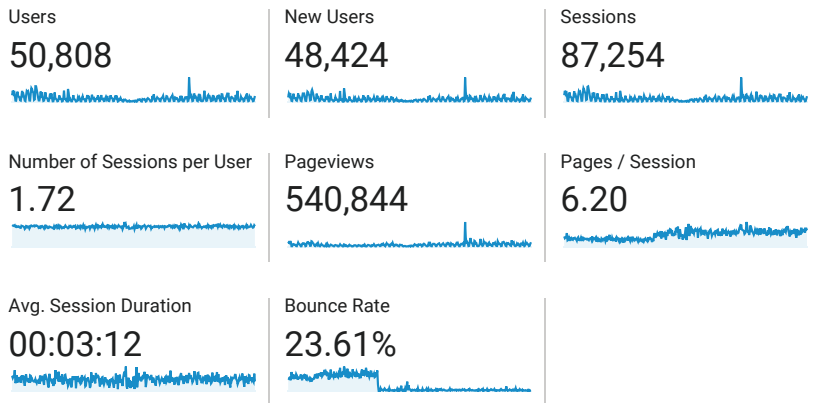 Users
50,808
New Users
48,424
Sessions
87,254
Number of Sessions per User
1.72
Pageviews
540,844
Pages / Session
6.20
Avg. Session Duration
00:03:12
Bounce Rate
23.61%